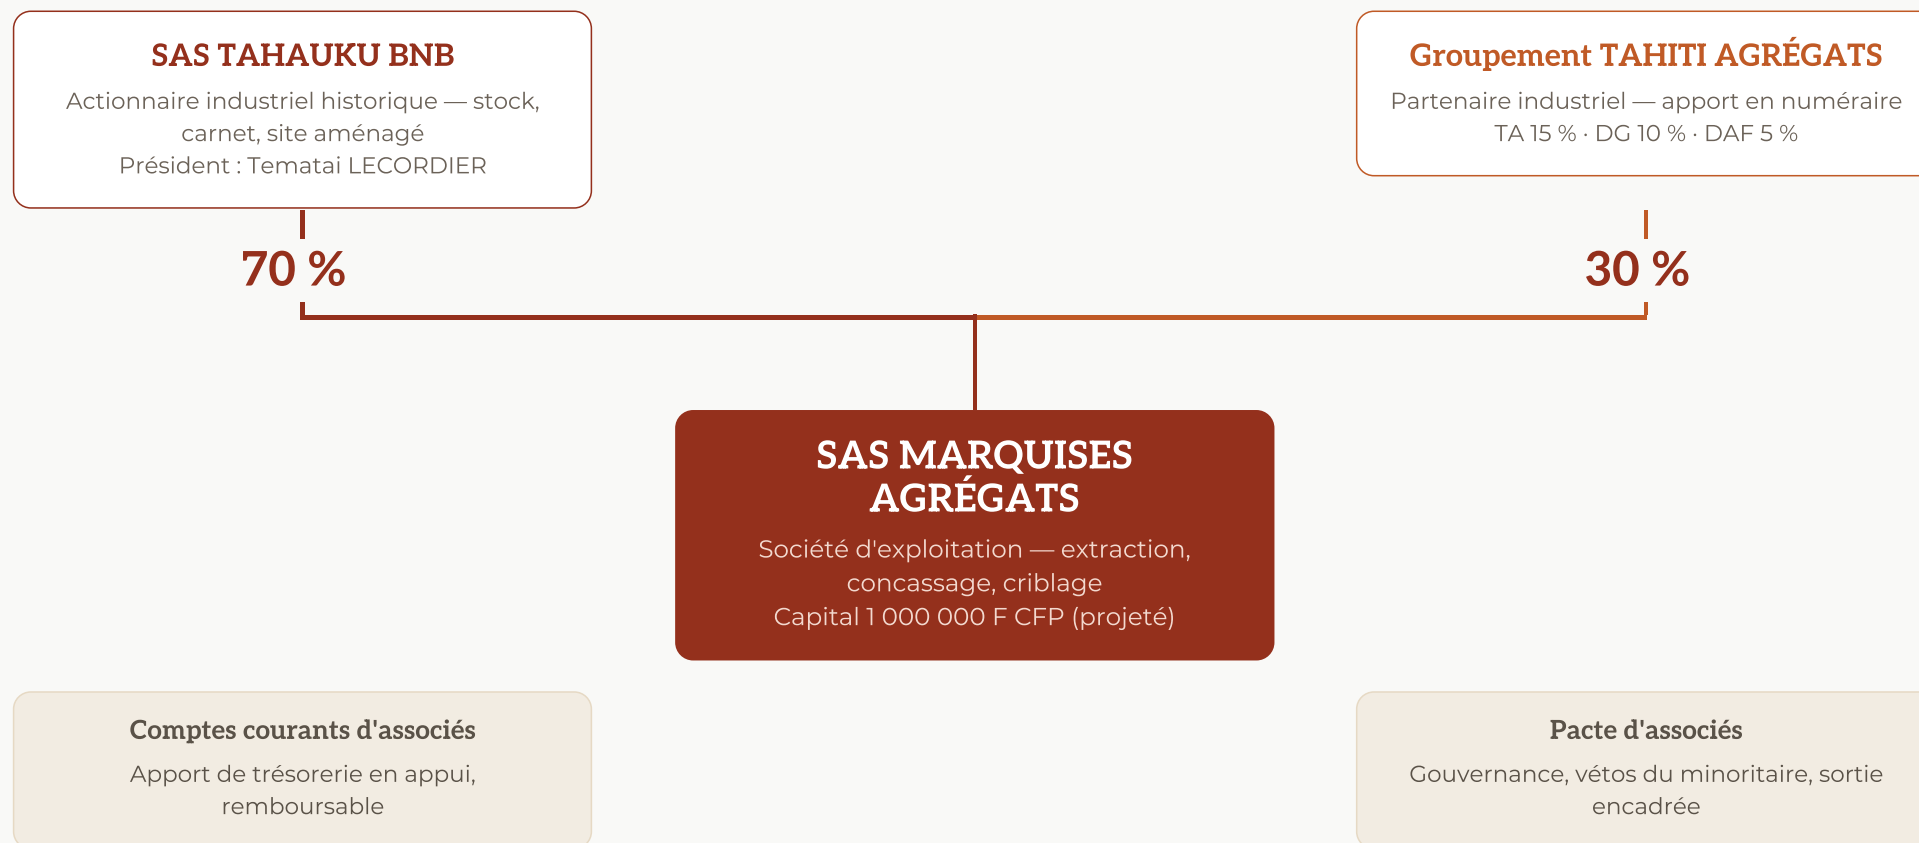 SAS TAHAUKU BNB
Actionnaire industriel historique — stock,
carnet, site aménagé
Président : Tematai LECORDIER
Groupement TAHITI AGRÉGATS
Partenaire industriel — apport en numéraire
TA 15 % · DG 10 % · DAF 5 %
70 %
30 %
SAS MARQUISES
AGRÉGATS
Société d'exploitation — extraction,
concassage, criblage
Capital 1 000 000 F CFP (projeté)
Comptes courants d'associés
Apport de trésorerie en appui,
remboursable
Pacte d'associés
Gouvernance, vétos du minoritaire, sortie
encadrée